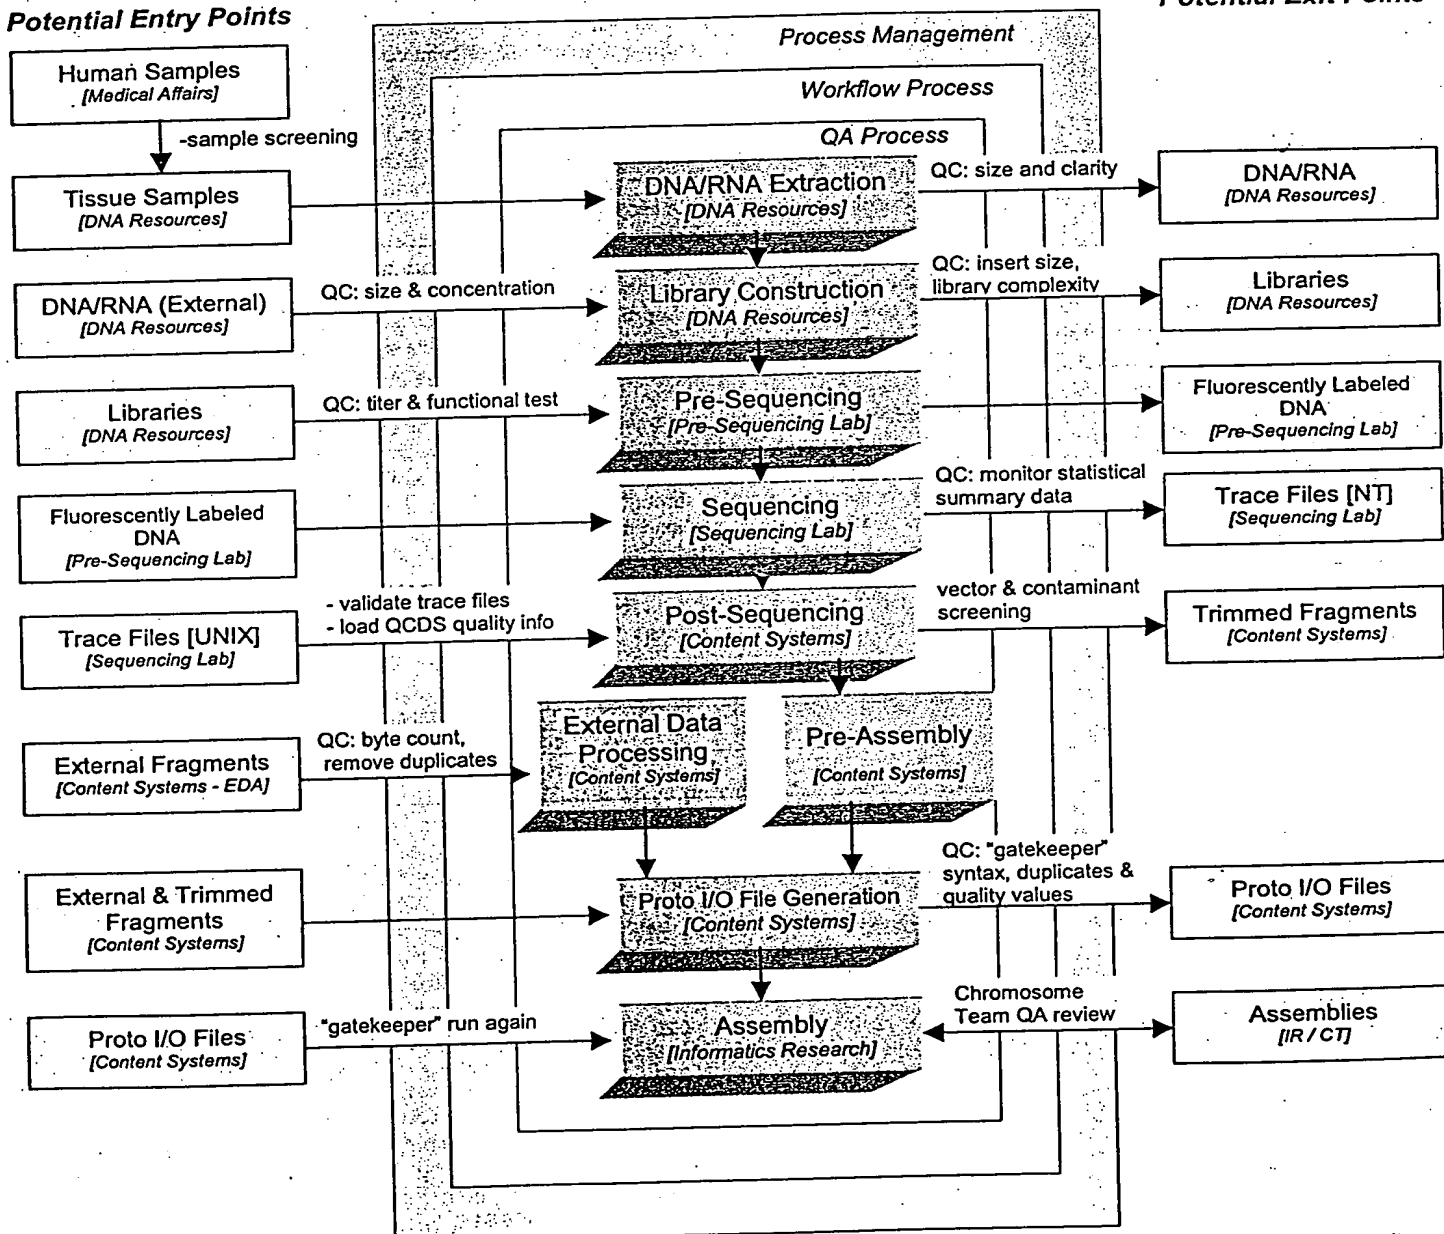 Potential Entry Points
Potential Exit Points
Process Management
Workflow Process
QA Process
Human Samples
[Medical Affairs]
-sample screening
Tissue Samples
[DNA Resources]
DNA/RNA Extraction
[DNA Resources]
QC: size and clarity
DNA/RNA
[DNA Resources]
DNA/RNA (External)
[DNA Resources]
QC: size & concentration
Library Construction
[DNA Resources]
QC: insert size,
library complexity
Libraries
[DNA Resources]
Libraries
[DNA Resources]
QC: titer & functional test
Pre-Sequencing
[Pre-Sequencing Lab]
Fluorescently Labeled
DNA
[Pre-Sequencing Lab]
Fluorescently Labeled
DNA
[Pre-Sequencing Lab]
Sequencing
[Sequencing Lab]
QC: monitor statistical
summary data
Trace Files [NT]
[Sequencing Lab]
Trace Files [UNIX]
[Sequencing Lab]
- validate trace files
- load QCDS quality info
Post-Sequencing
[Content Systems]
vector & contaminant
screening
Trimmed Fragments
[Content Systems]
External Fragments
[Content Systems - EDA]
QC: byte count,
remove duplicates
External Data
Processing
[Content Systems]
Pre-Assembly
[Content Systems]
External & Trimmed
Fragments
[Content Systems]
Proto I/O File Generation
[Content Systems]
QC: "gatekeeper"
syntax, duplicates &
quality values
Proto I/O Files
[Content Systems]
Proto I/O Files
[Content Systems]
"gatekeeper" run again
Assembly
[Informatics Research]
Chromosome
Team QA review
Assemblies
[IR / CT]